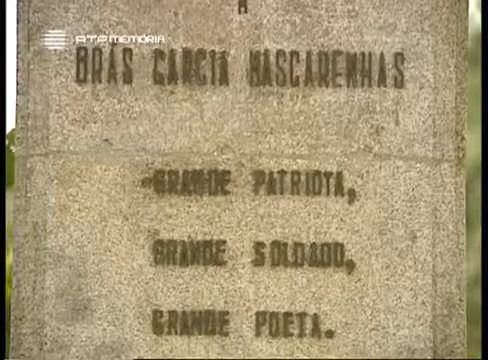 A
RTP MEMÓRIA
BRÁS GARCIA MASCARENHAS
GRANDE PATRIOTA,
GRANDE SOLDADO,
GRANDE POETA.